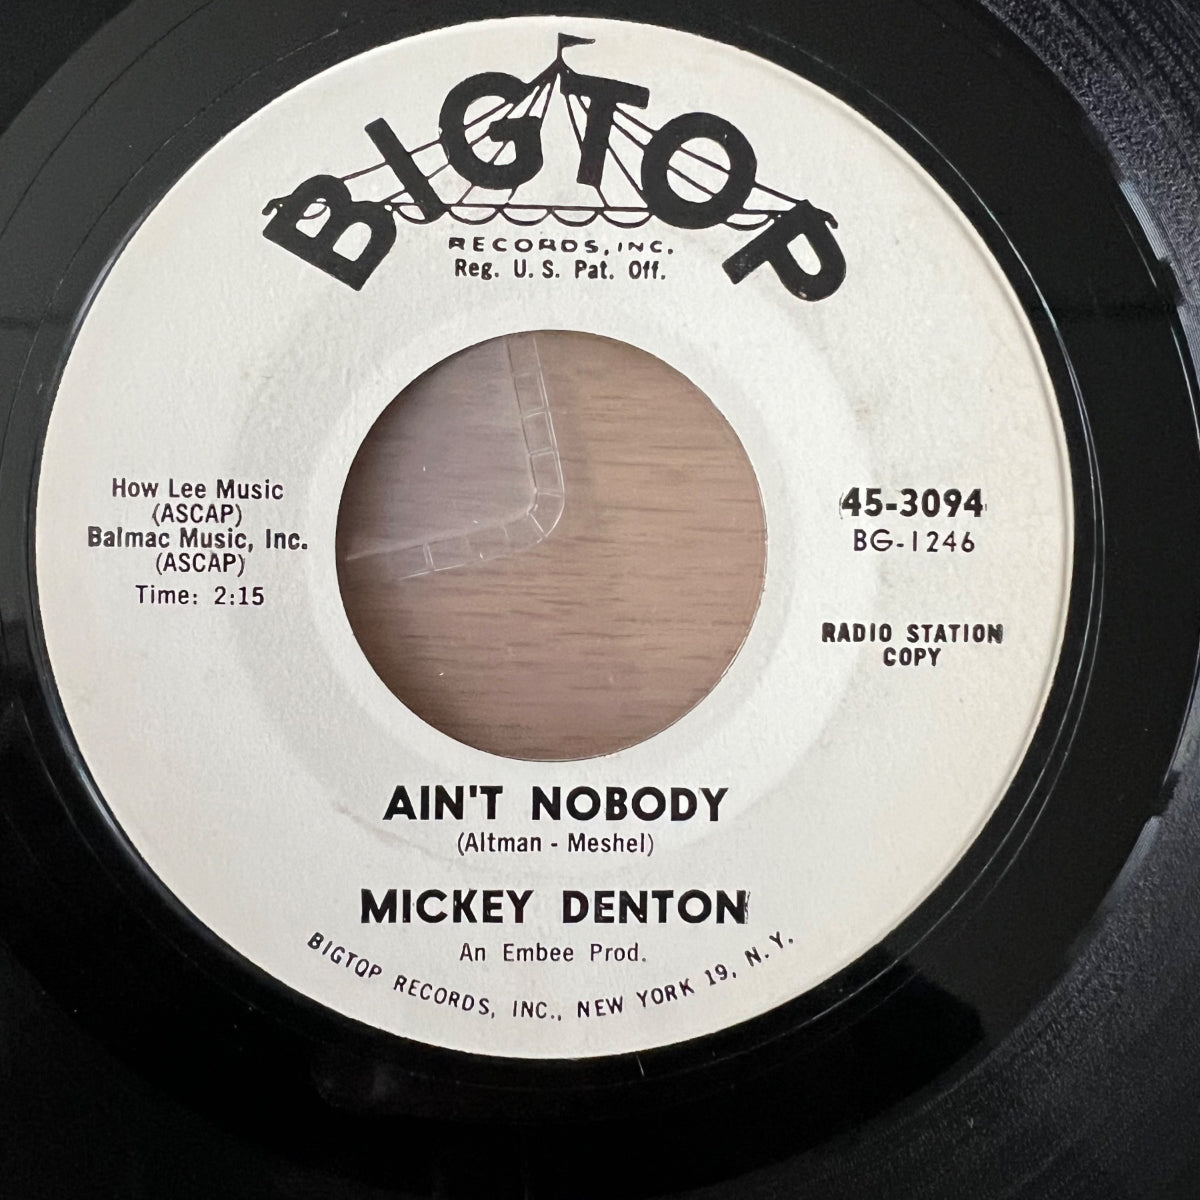 BIGTOP
RECORDS, INC.
Reg. U. S. Pat. Off.
How Lee Music
(ASCAP)
Balmac Music, Inc.
(ASCAP)
Time: 2:15
45-3094
BG-1246
RADIO STATION
COPY
AIN'T NOBODY
(Altman - Meshel)
MICKEY DENTON
An Embee Prod.
BIGTOP RECORDS, INC., NEW YORK 19, N. Y.